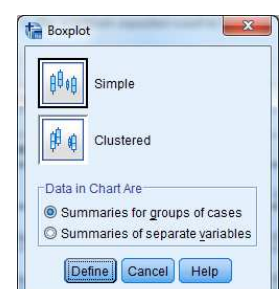 Boxplot
Simple
Clustered
Data in Chart Are
Summaries for groups of cases
Summaries of separate variables
Define Cancel Help